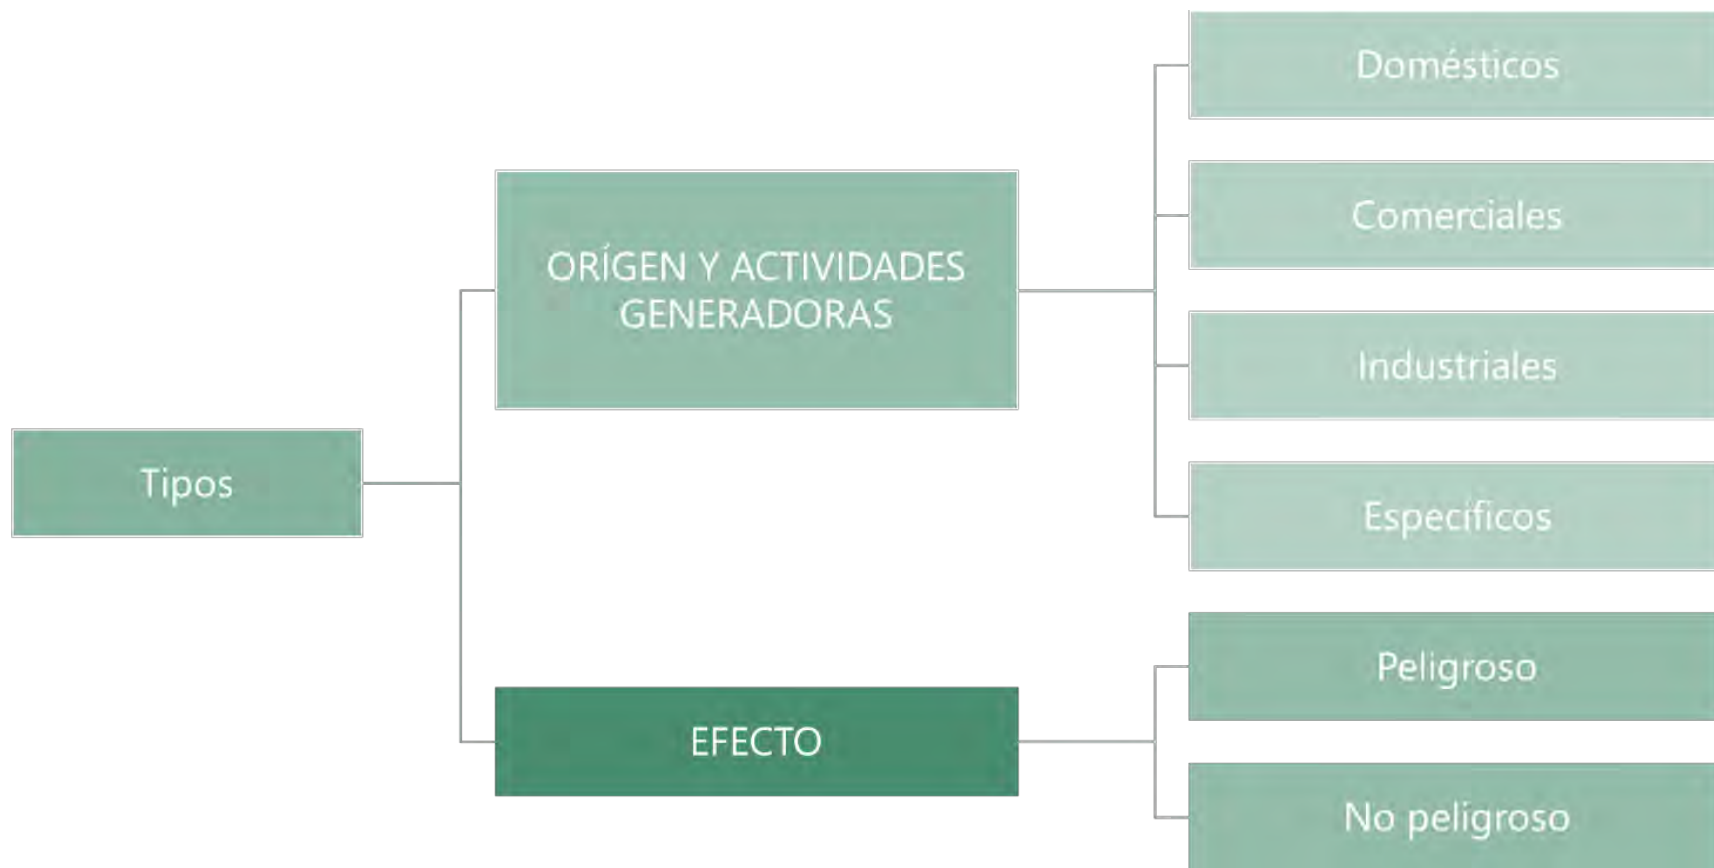 Tipos
ORÍGEN Y ACTIVIDADES
GENERADORAS
Domésticos
Comerciales
Industriales
Específicos
EFECTO
Peligroso
No peligroso